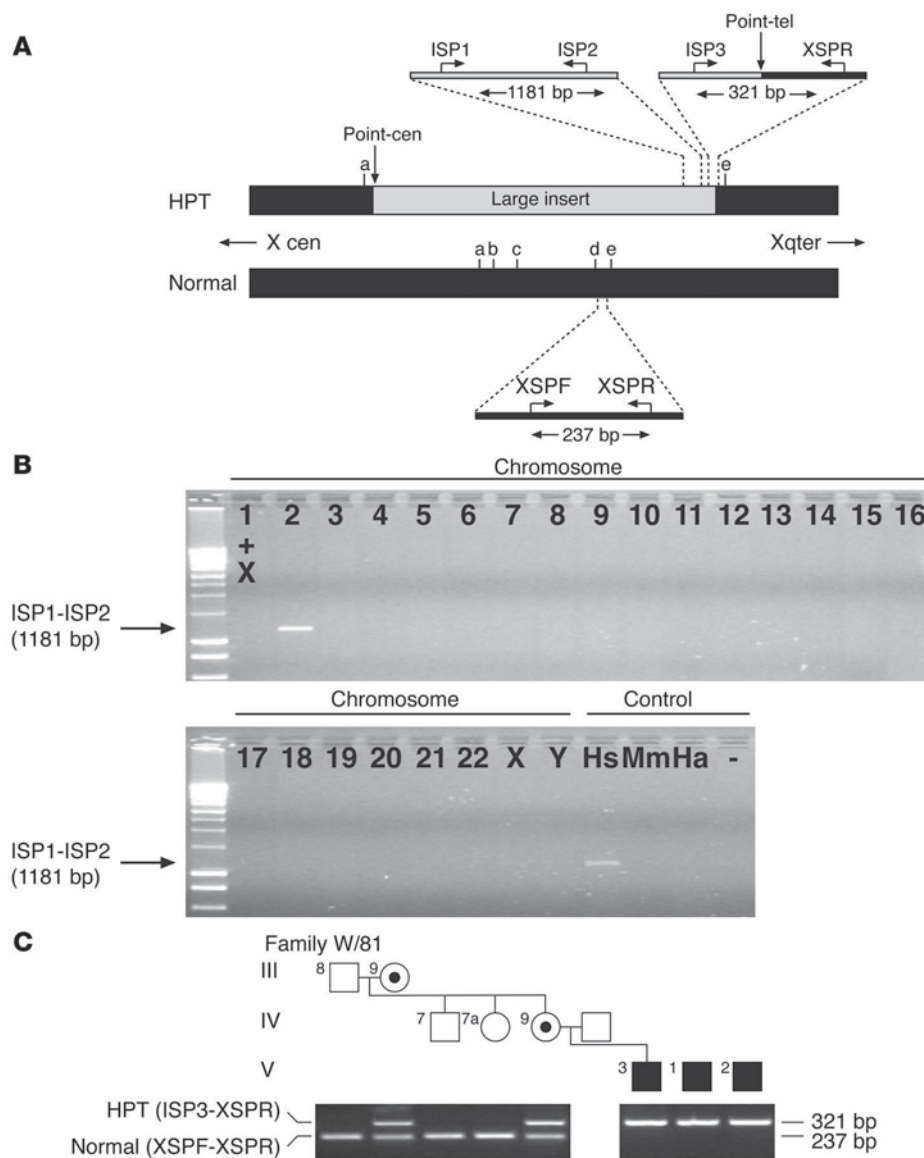 A
ISP1 ISP2
1181 bp
Point-tel
ISP3 XSPR
321 bp
Point-cen
a
e
HPT
Large insert
X cen
Xqter
a b c d e
Normal
XSPF XSPR
237 bp
B
Chromosome
1 + X 2 3 4 5 6 7 8 9 10 11 12 13 14 15 16
ISP1-ISP2
(1181 bp)
Chromosome
Control
17 18 19 20 21 22 X Y Hs Mm Ha -
ISP1-ISP2
(1181 bp)
C
Family W/81
III
8 9
IV
7 7a 9
V
3 1 2
HPT (ISP3-XSPR)
321 bp
Normal (XSPF-XSPR)
237 bp